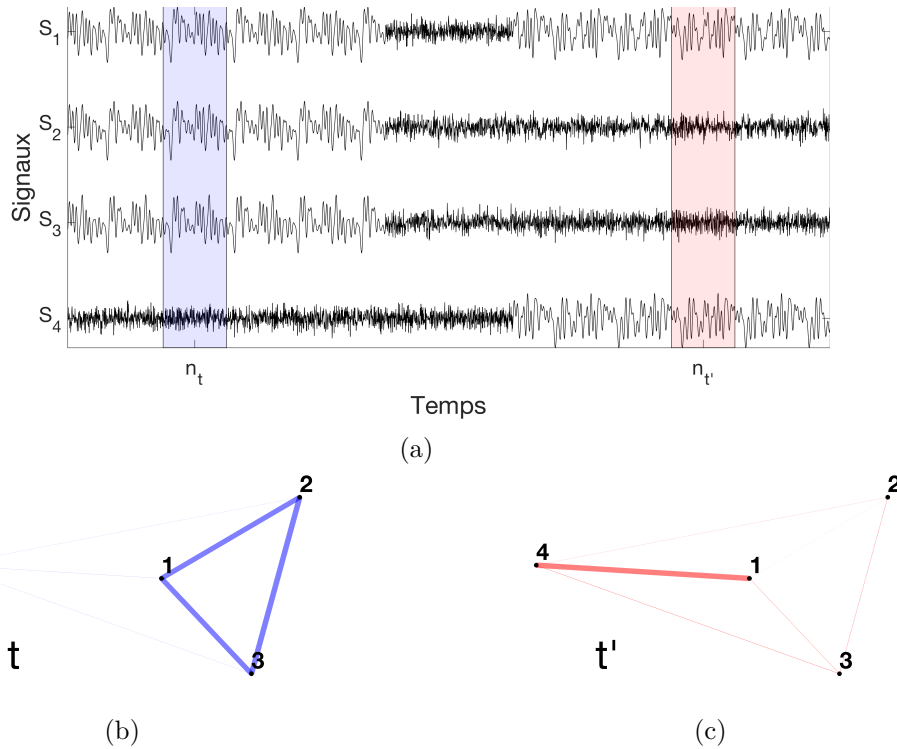 Signaux
S1
S2
S3
S4
nt
nt'
Temps
(a)
2
1
3
t
(b)
2
4
1
3
t'
(c)